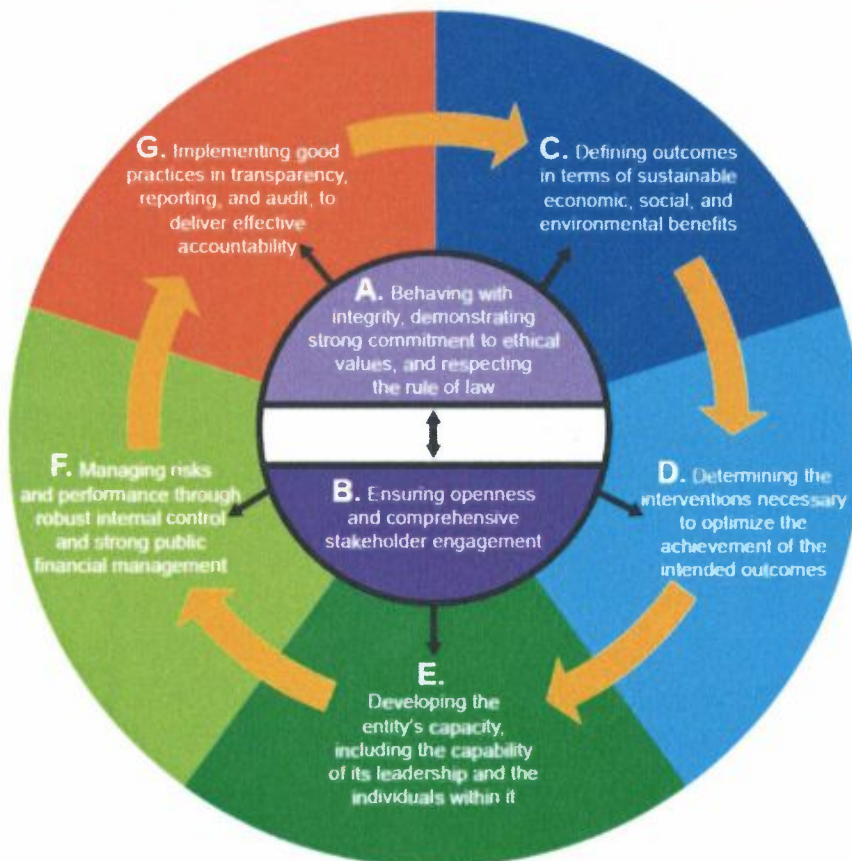 A. Behaving with
integrity, demonstrating
strong commitment to ethical
values, and respecting
the rule of law
B. Ensuring openness
and comprehensive
stakeholder engagement
C. Defining outcomes
in terms of sustainable
economic, social, and
environmental benefits
D. Determining the
interventions necessary
to optimize the
achievement of the
intended outcomes
E.
Developing the
entity's capacity,
including the capability
of its leadership and the
individuals within it
F. Managing risks
and performance through
robust internal control
and strong public
financial management
G. Implementing good
practices in transparency,
reporting, and audit, to
deliver effective
accountability